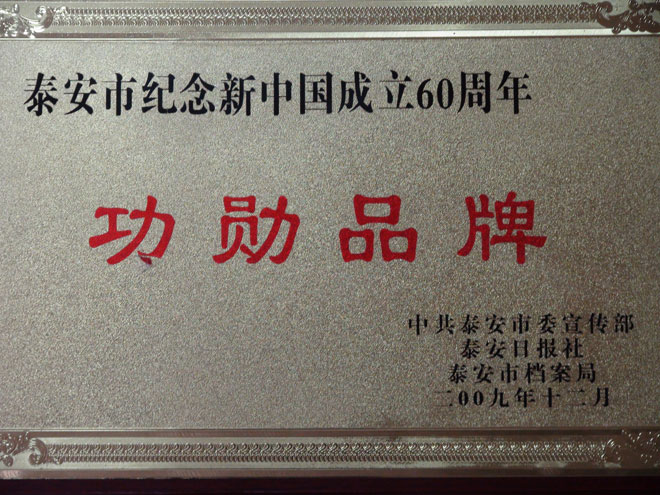 泰安市纪念新中国成立60周年
功勋品牌
中共泰安市委宣传部
泰安日报社
泰安市档案局
二00九年十二月